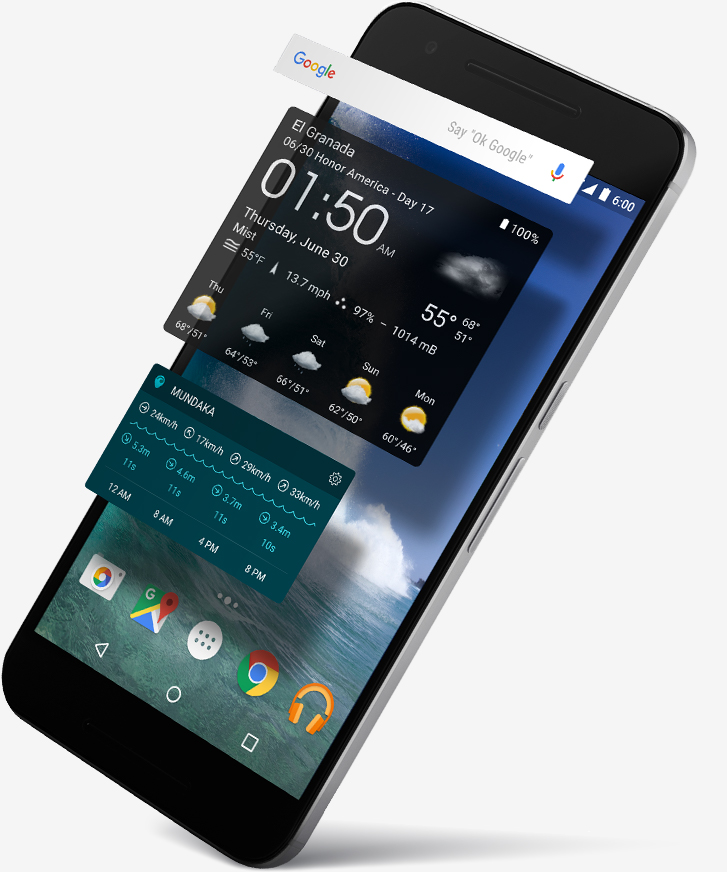 Google
Say "Ok Google"
6:00
El Granada
06/30 Honor America - Day 17
100%
01:50 AM
Thursday, June 30
Mist
55°F 13.7 mph 97% – 1014 mB
55° 68°
51°
Thu Fri Sat Sun Mon
68°/51° 64°/53° 66°/51° 62°/50° 60°/46°
MUNDAKA
24km/h 17km/h 29km/h 33km/h
5.3m 4.6m 3.7m 3.4m
11s 11s 11s 10s
12 AM 8 AM 4 PM 8 PM
G